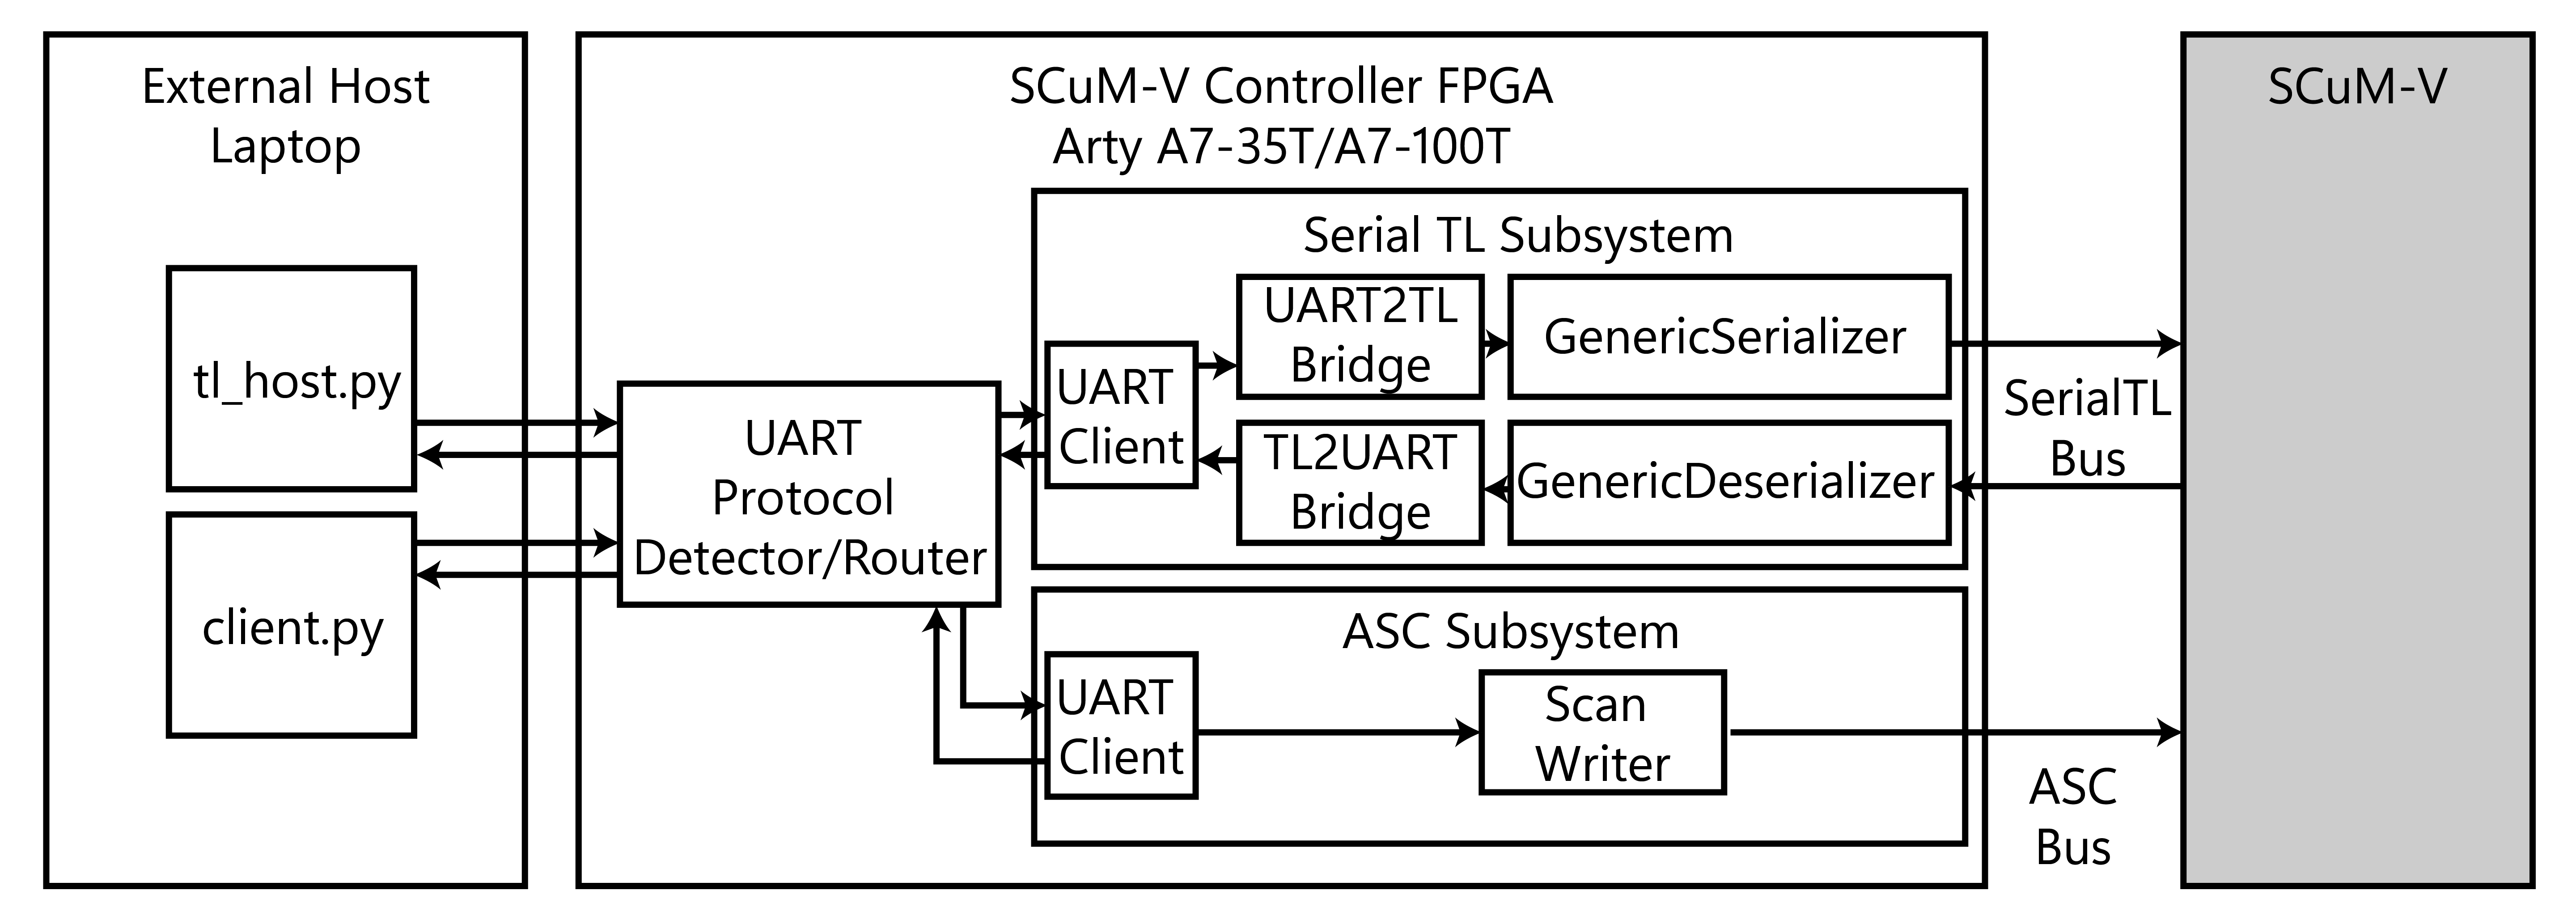 External Host
Laptop
tl_host.py
client.py
SCuM-V Controller FPGA
Arty A7-35T/A7-100T
UART
Protocol
Detector/Router
Serial TL Subsystem
UART
Client
UART2TL
Bridge
GenericSerializer
TL2UART
Bridge
GenericDeserializer
ASC Subsystem
UART
Client
Scan
Writer
SerialTL
Bus
ASC
Bus
SCuM-V